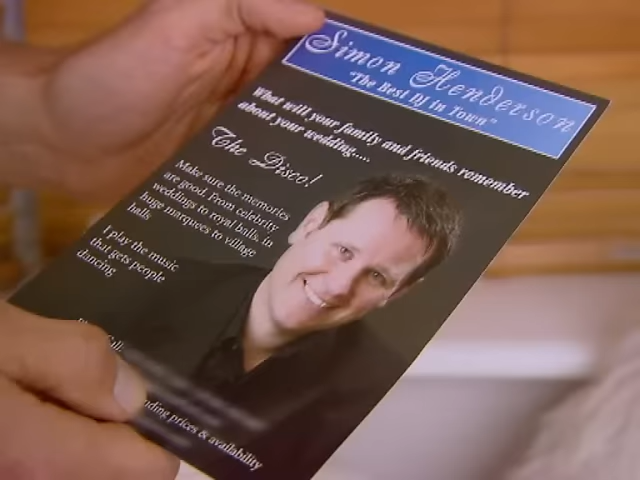 Simon Henderson
"The Best DJ In Town"
What will your family and friends remember
about your wedding....
The Disco!
Make sure the memories
are good. From celebrity
weddings to royal balls, in
huge marquees to village
halls
I play the music
that gets people
dancing
prices & availability